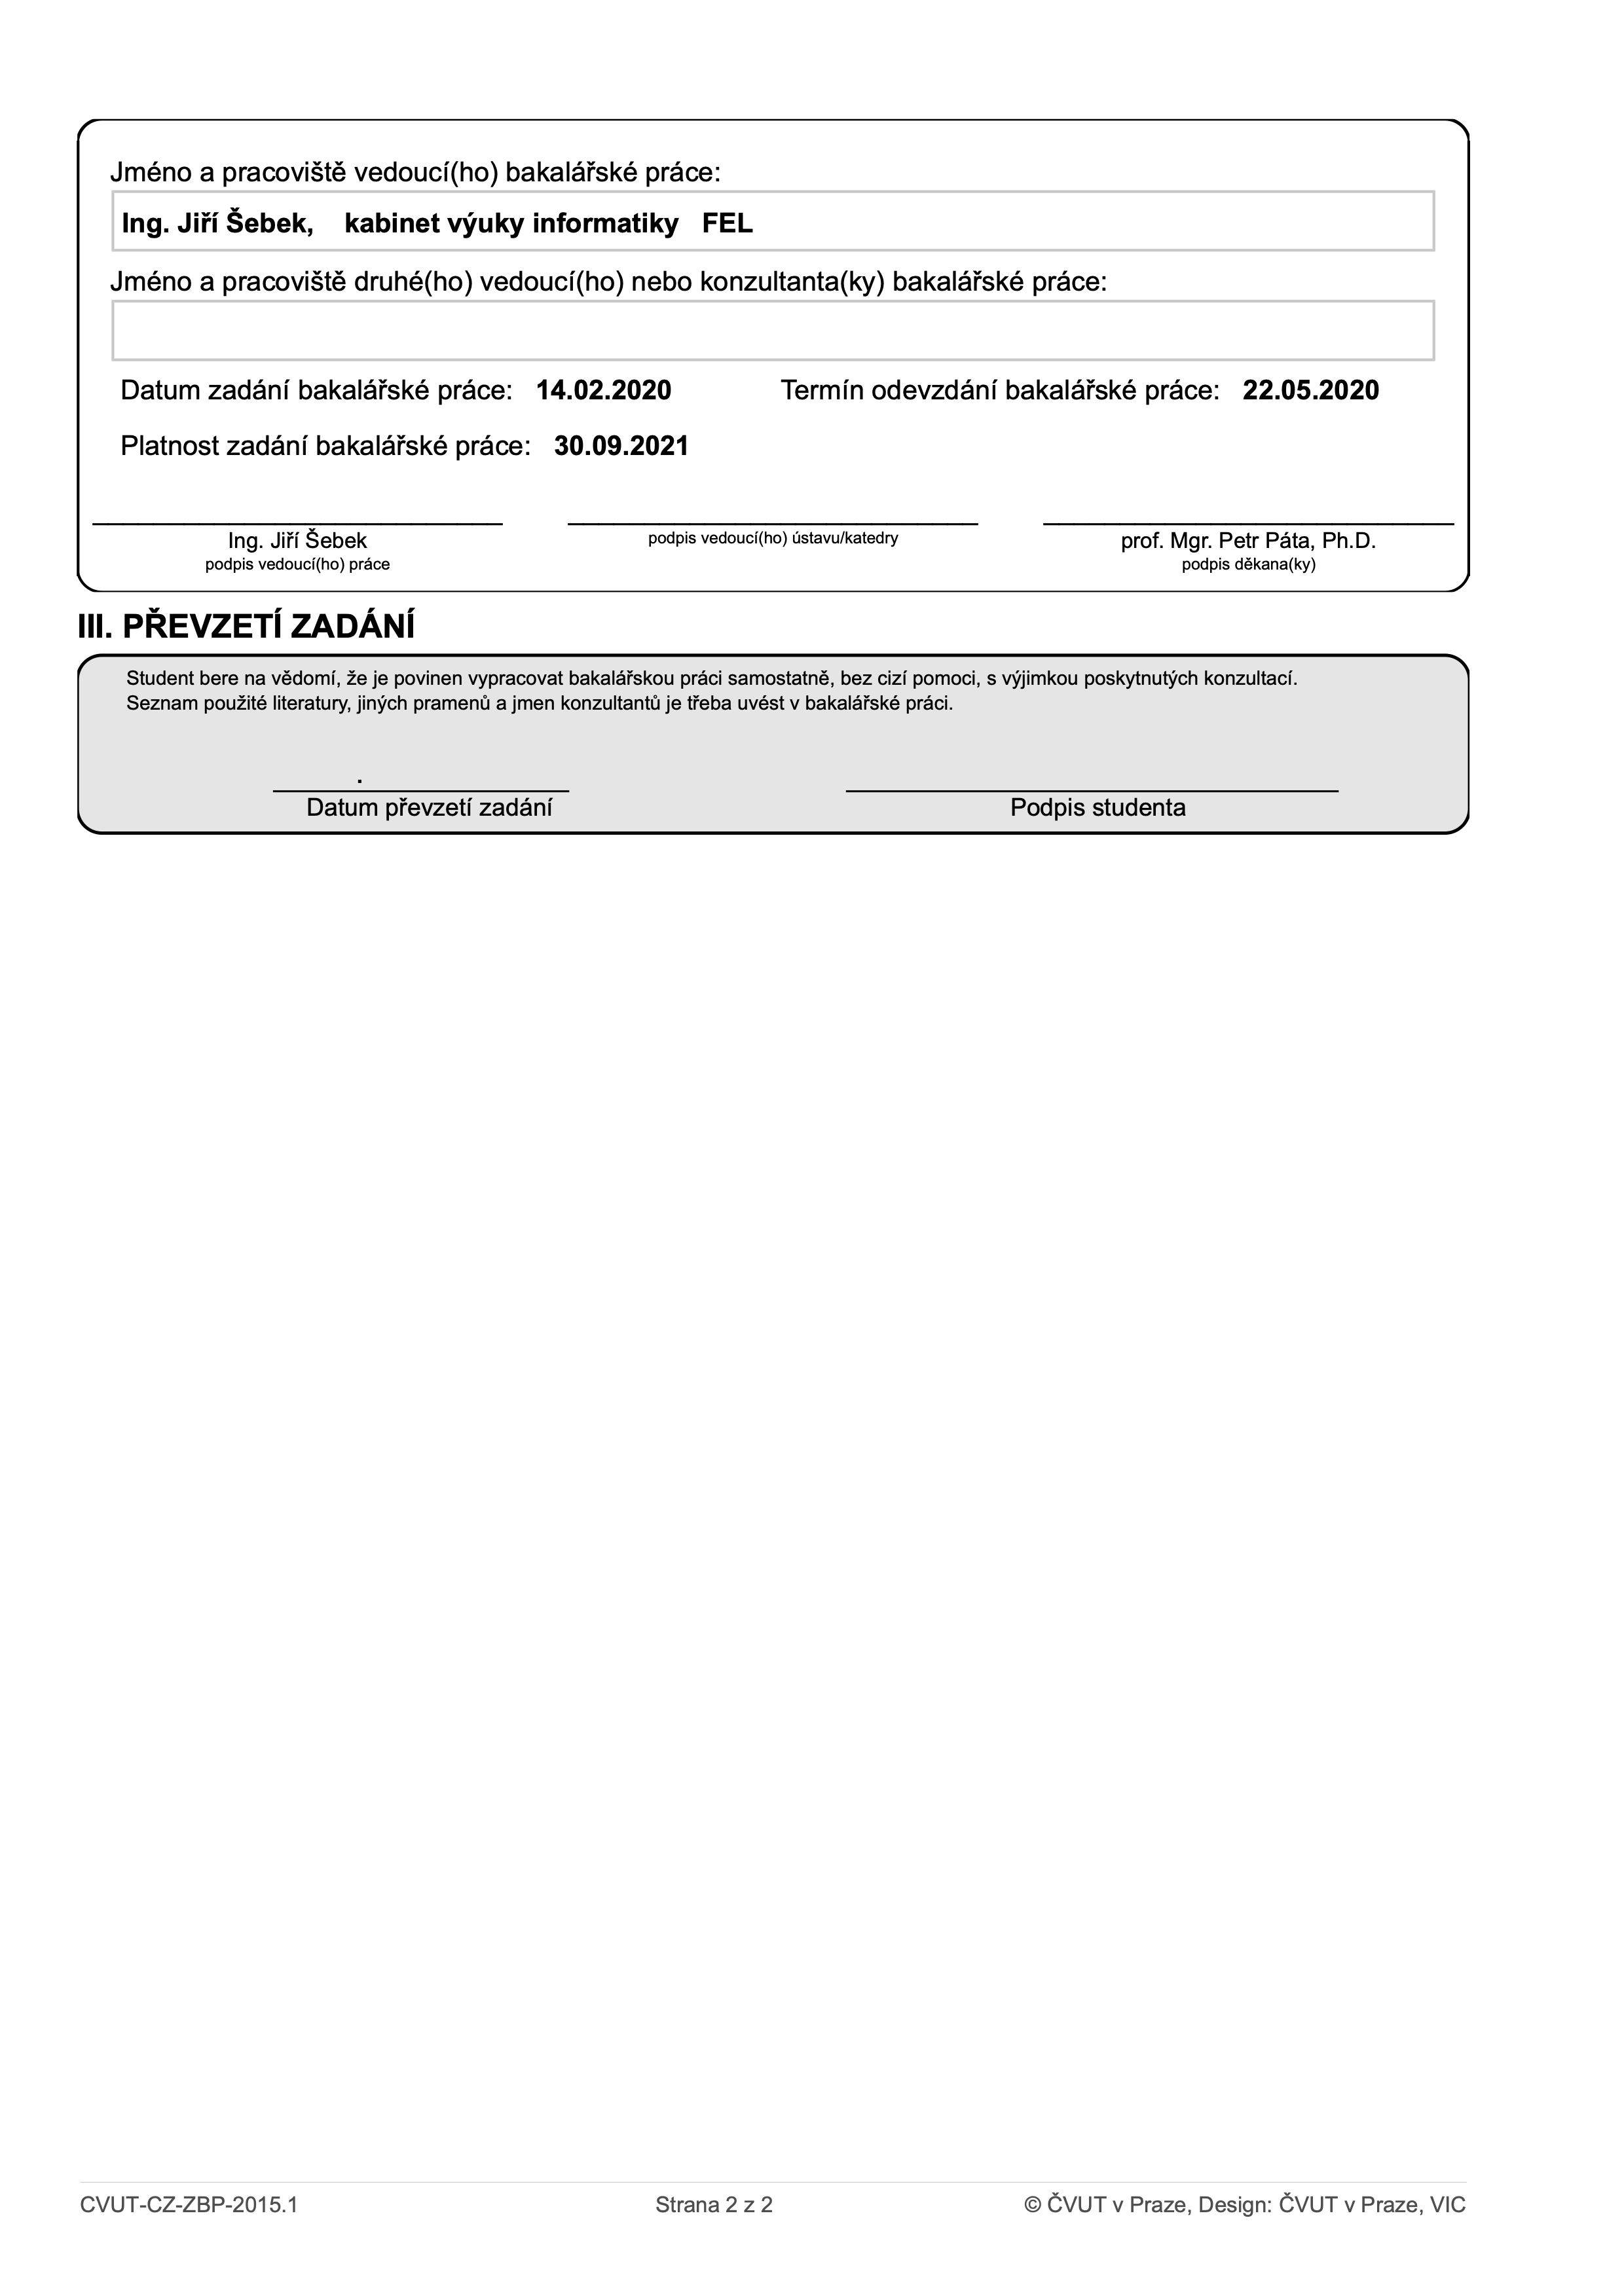 Jméno a pracoviště vedoucí(ho) bakalářské práce:
Ing. Jiří Šebek, kabinet výuky informatiky FEL
Jméno a pracoviště druhé(ho) vedoucí(ho) nebo konzultanta(ky) bakalářské práce:
Datum zadání bakalářské práce: 14.02.2020 Termín odevzdání bakalářské práce: 22.05.2020
Platnost zadání bakalářské práce: 30.09.2021
Ing. Jiří Šebek
podpis vedoucí(ho) práce
podpis vedoucí(ho) ústavu/katedry
prof. Mgr. Petr Páta, Ph.D.
podpis děkana(ky)
III. PŘEVZETÍ ZADÁNÍ
Student bere na vědomí, že je povinen vypracovat bakalářskou práci samostatně, bez cizí pomoci, s výjimkou poskytnutých konzultací.
Seznam použité literatury, jiných pramenů a jmen konzultantů je třeba uvést v bakalářské práci.
.
Datum převzetí zadání Podpis studenta
CVUT-CZ-ZBP-2015.1 Strana 2 z 2 © ČVUT v Praze, Design: ČVUT v Praze, VIC